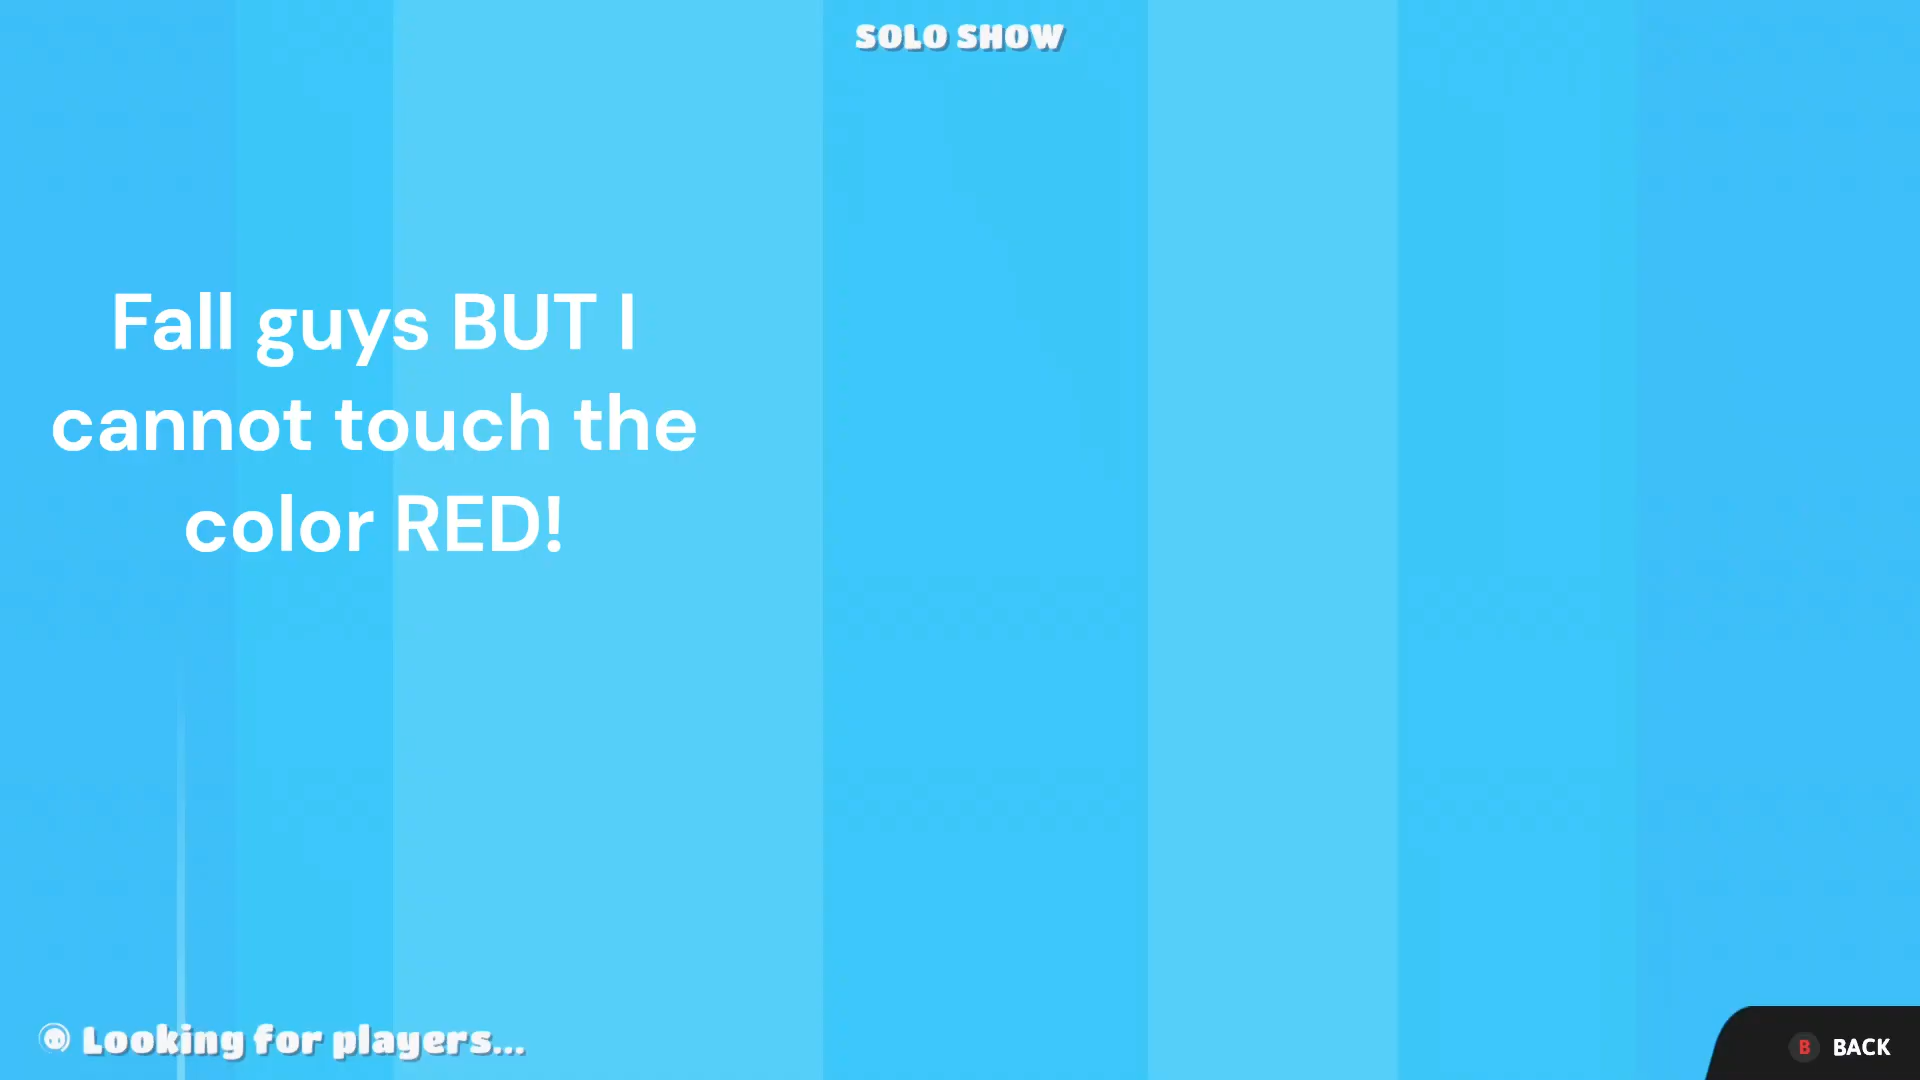 SOLO SHOW
Fall guys BUT I
cannot touch the
color RED!
Looking for players...
B BACK